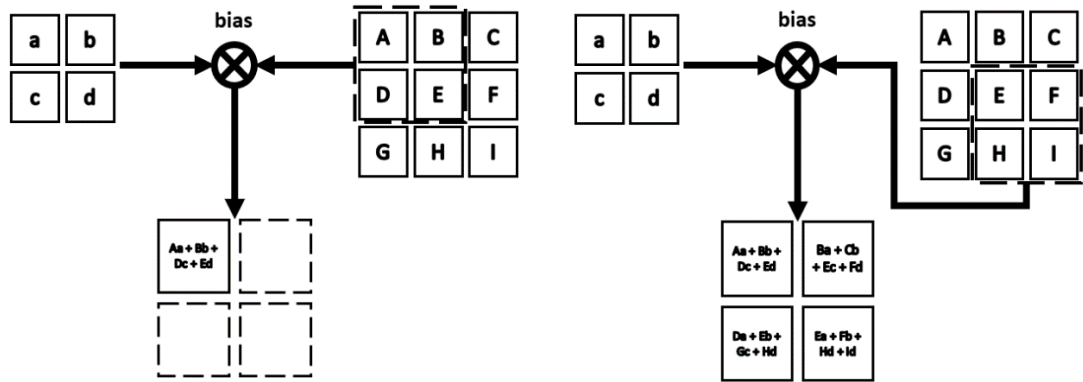 bias
a b
c d
A B C
D E F
G H I
Aa + Bb +
Dc + Ed
bias
a b
c d
A B C
D E F
G H I
Aa + Bb +
Dc + Ed
Ba + Cb
+ Ec + Fd
Da + Eb +
Gc + Hd
Ea + Fb +
Hd + Id